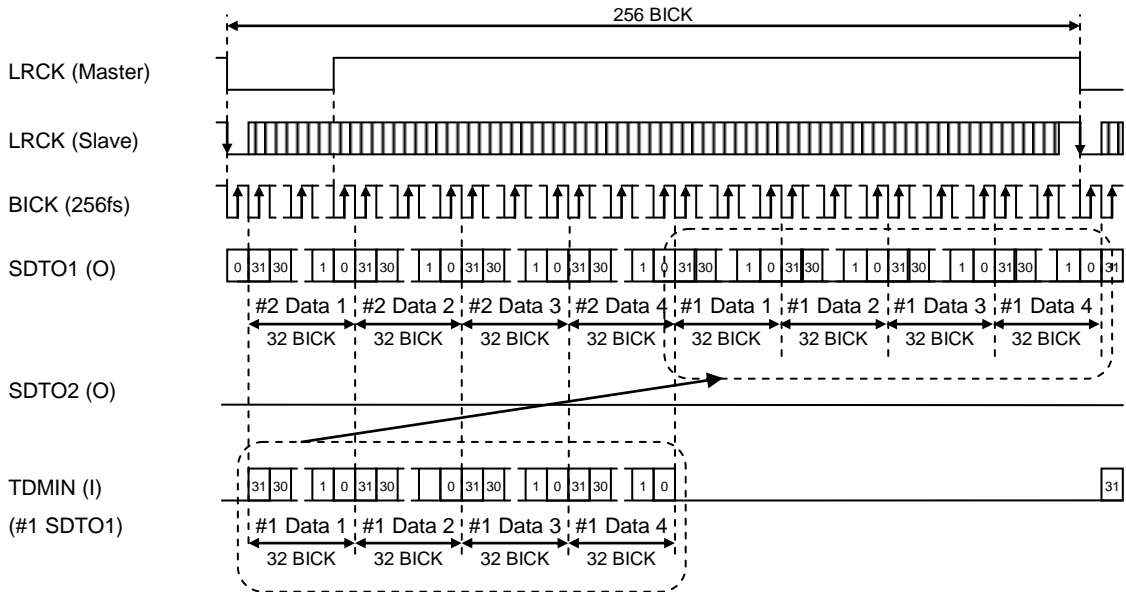 256 BICK
LRCK (Master)
LRCK (Slave)
BICK (256fs)
SDTO1 (O)
0 31 30 1 0 31 30 1 0 31 30 1 0 31 30 1 0 31 30 1 0 31 30 1 0 31 30 1 0 31 30 1 0 31
#2 Data 1 #2 Data 2 #2 Data 3 #2 Data 4 #1 Data 1 #1 Data 2 #1 Data 3 #1 Data 4
32 BICK 32 BICK 32 BICK 32 BICK 32 BICK 32 BICK 32 BICK 32 BICK
SDTO2 (O)
TDMIN (I)
31 30 1 0 31 30 0 31 30 1 0 31 30 1 0 31
(#1 SDTO1)
#1 Data 1 #1 Data 2 #1 Data 3 #1 Data 4
32 BICK 32 BICK 32 BICK 32 BICK